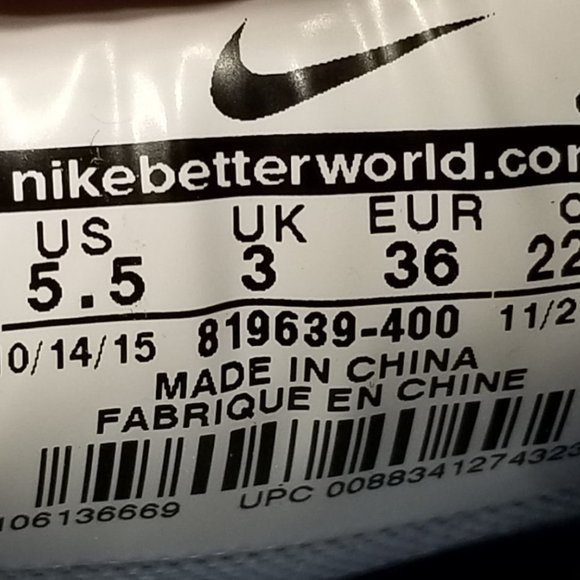 nikebetterworld.com
US UK EUR
5.5 3 36 22
0/14/15 819639-400 11/2
MADE IN CHINA
FABRIQUE EN CHINE
106136669 UPC 0088341274323